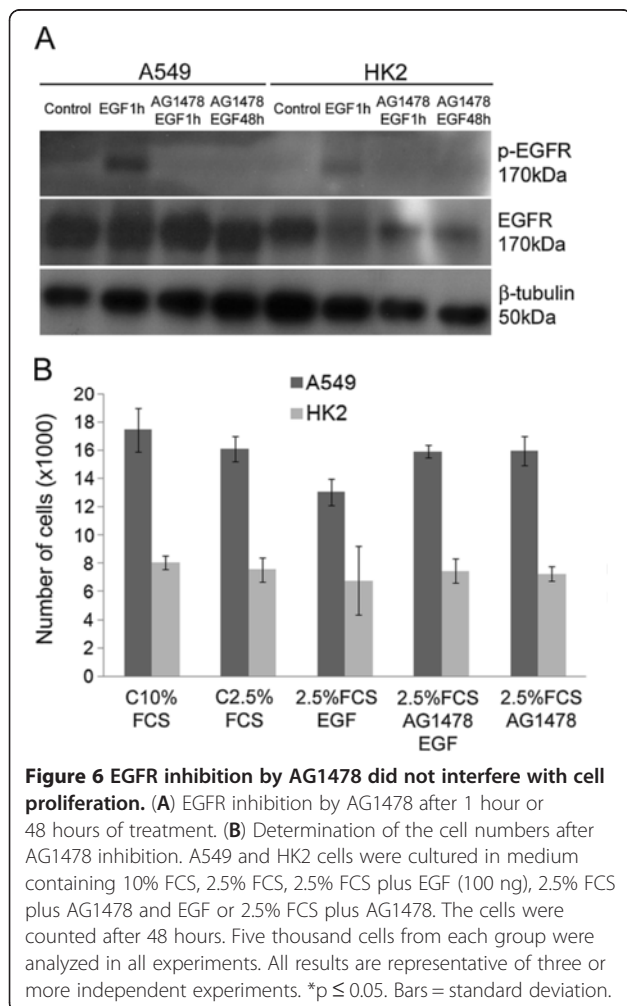 A
A549 HK2
Control EGF1h AG1478 EGF1h AG1478 EGF48h Control EGF1h AG1478 EGF1h AG1478 EGF48h
p-EGFR
170kDa
EGFR
170kDa
β-tubulin
50kDa
B
20
18
16
14
12
10
8
6
4
2
0
Number of cells (x1000)
A549
HK2
C10% FCS
C2.5% FCS
2.5%FCS EGF
2.5%FCS AG1478 EGF
2.5%FCS AG1478
Figure 6 EGFR inhibition by AG1478 did not interfere with cell
proliferation. (A) EGFR inhibition by AG1478 after 1 hour or
48 hours of treatment. (B) Determination of the cell numbers after
AG1478 inhibition. A549 and HK2 cells were cultured in medium
containing 10% FCS, 2.5% FCS, 2.5% FCS plus EGF (100 ng), 2.5% FCS
plus AG1478 and EGF or 2.5% FCS plus AG1478. The cells were
counted after 48 hours. Five thousand cells from each group were
analyzed in all experiments. All results are representative of three or
more independent experiments. *p ≤ 0.05. Bars = standard deviation.